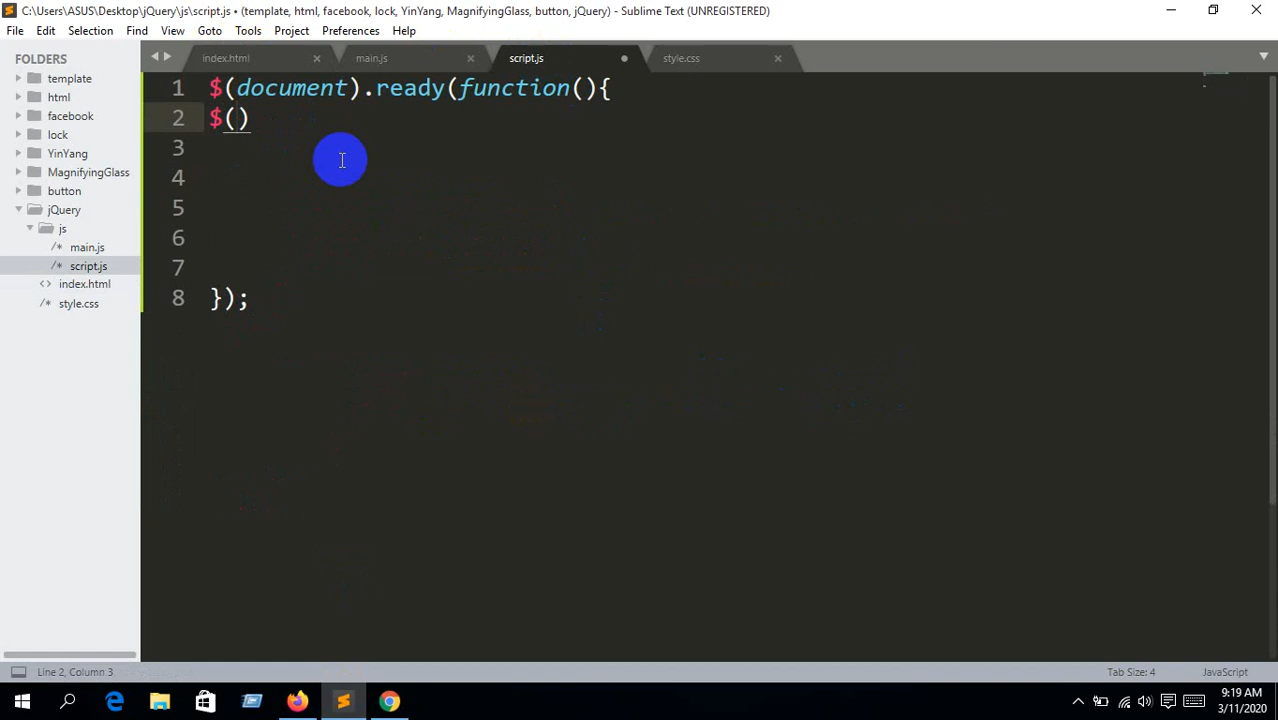 C:\Users\ASUS\Desktop\jQuery\js\script.js • (template, html, facebook, lock, YinYang, MagnifyingGlass, button, jQuery) - Sublime Text (UNREGISTERED)
File Edit Selection Find View Goto Tools Project Preferences Help
FOLDERS
template
html
facebook
lock
YinYang
MagnifyingGlass
button
jQuery
js
/* main.js
/* script.js
<> index.html
/* style.css
index.html main.js script.js style.css
1 $(document).ready(function(){
2 $()
3
4
5
6
7
8 });
Line 2, Column 3 Tab Size: 4 JavaScript
9:19 AM
3/11/2020